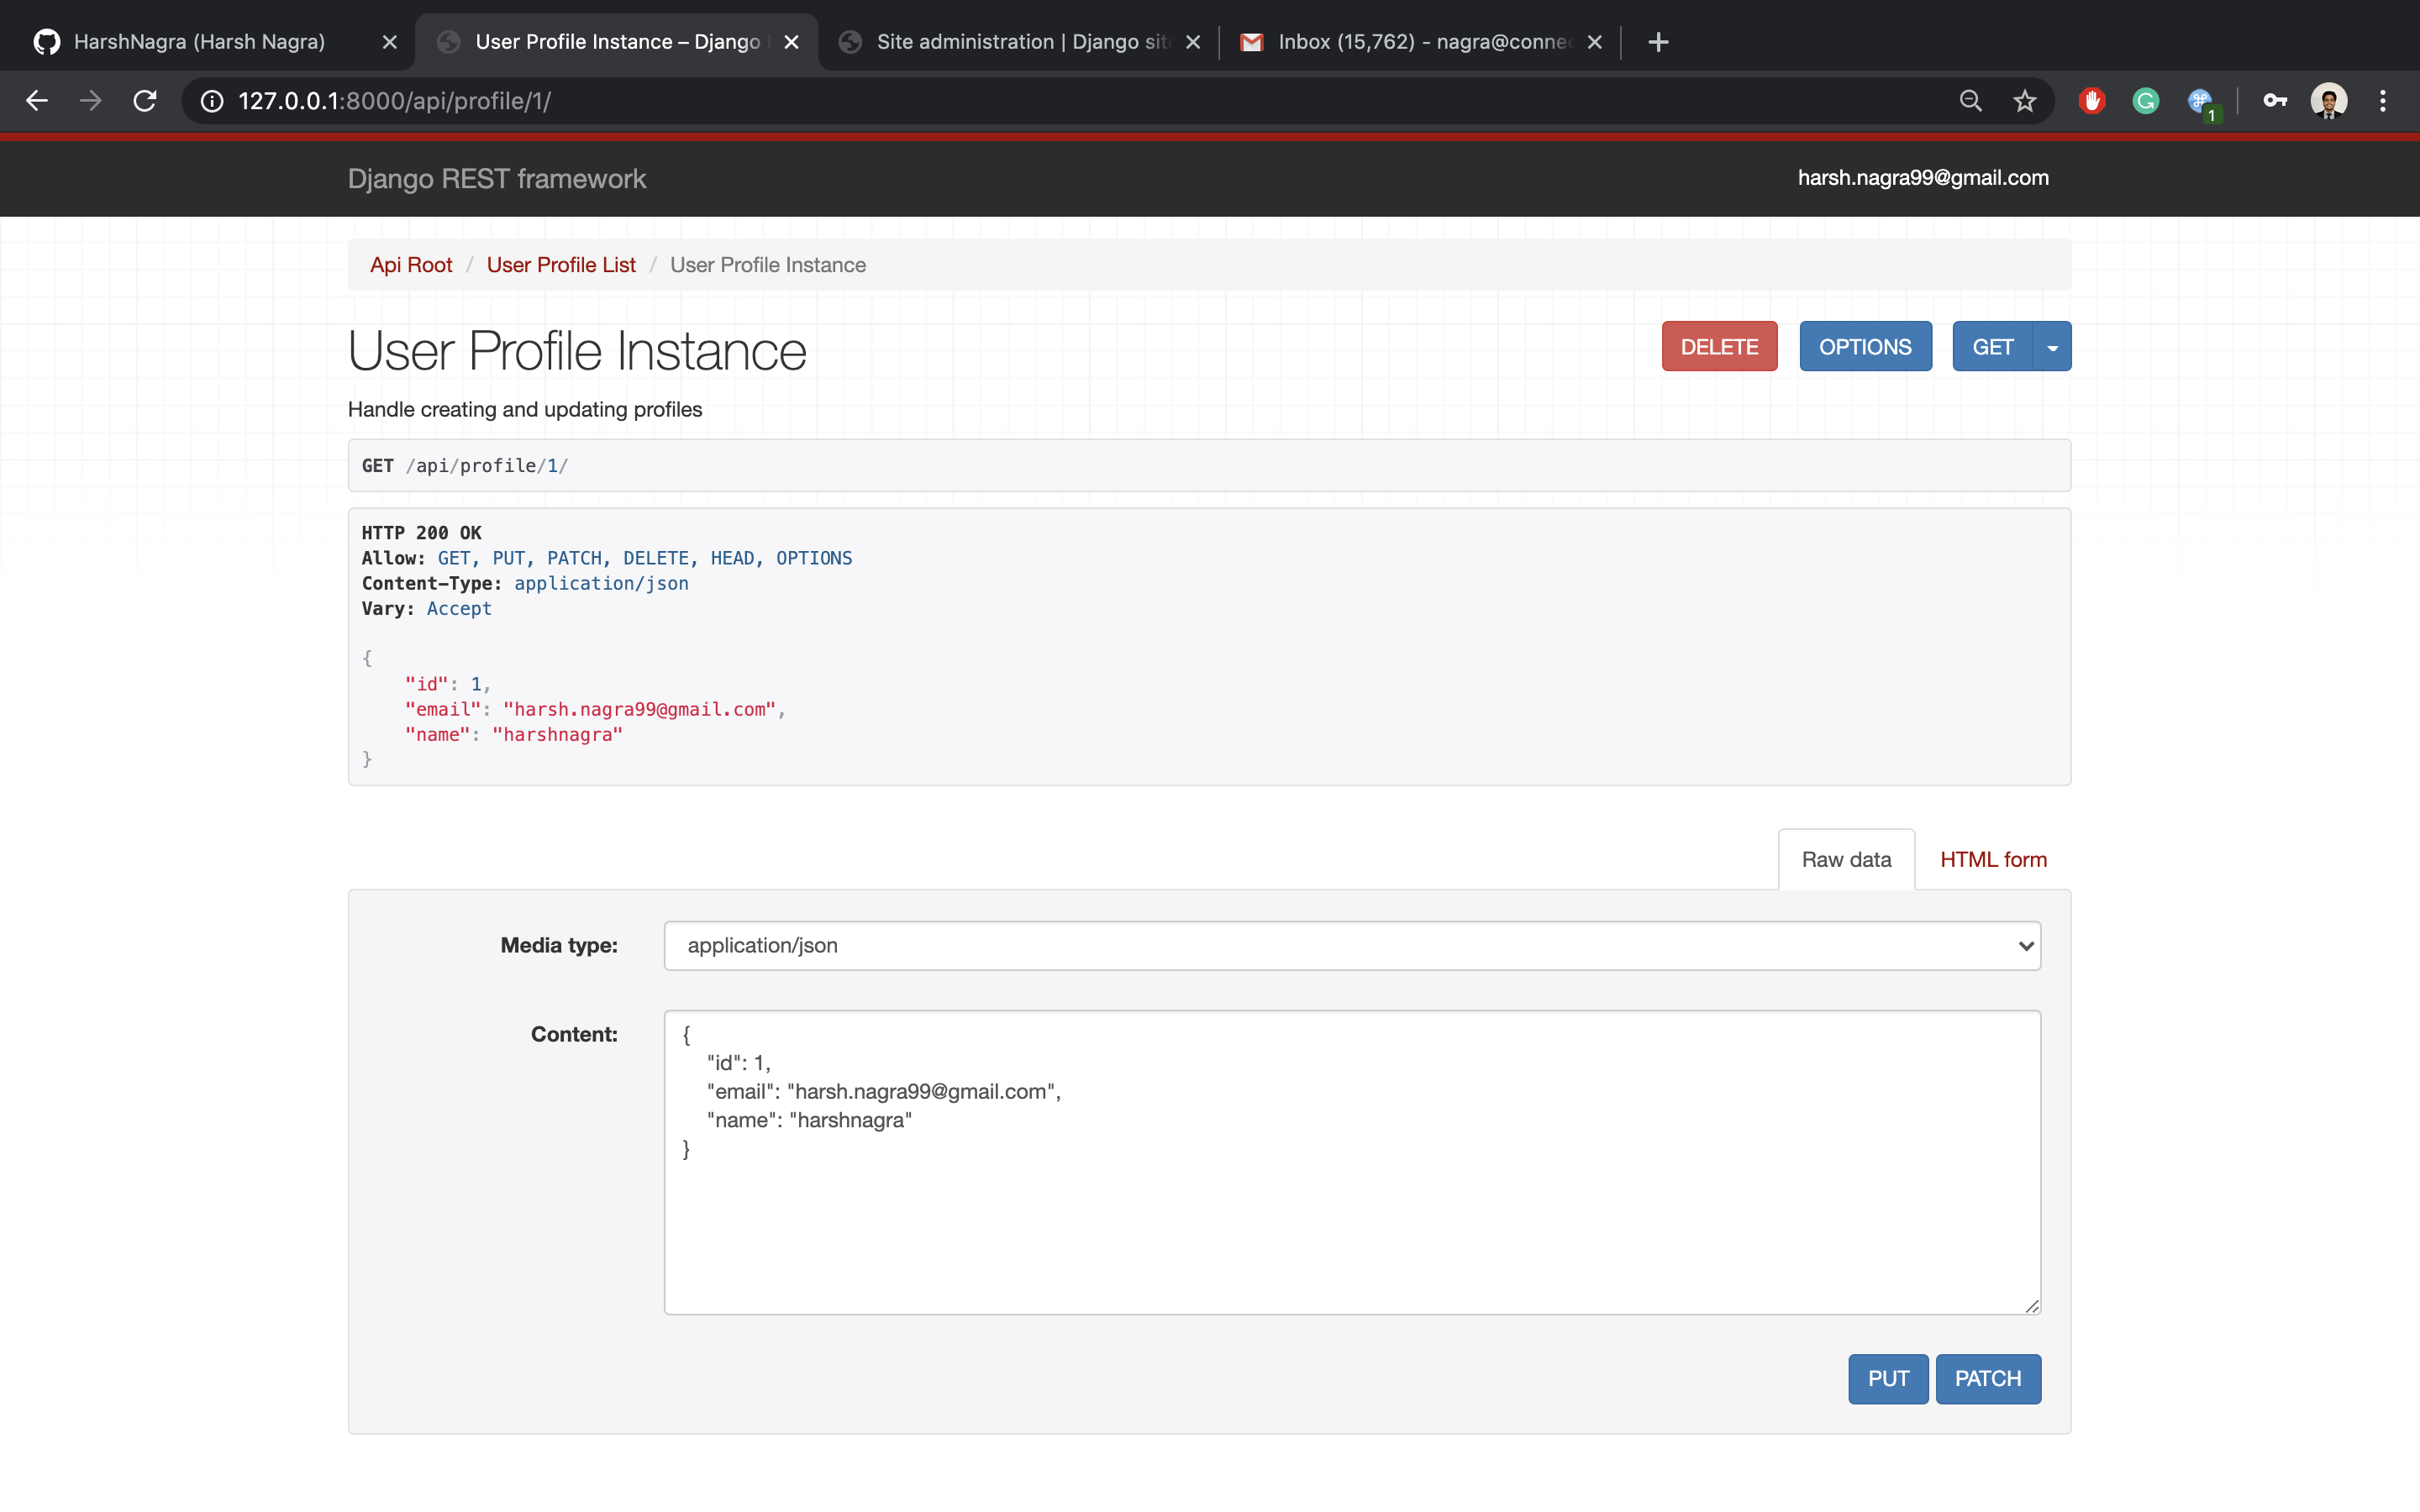 HarshNagra (Harsh Nagra)
User Profile Instance – Django
Site administration | Django sit
Inbox (15,762) - nagra@connec
127.0.0.1:8000/api/profile/1/
1
Django REST framework
harsh.nagra99@gmail.com
Api Root / User Profile List / User Profile Instance
User Profile Instance
DELETE
OPTIONS
GET
Handle creating and updating profiles
GET /api/profile/1/
HTTP 200 OK
Allow: GET, PUT, PATCH, DELETE, HEAD, OPTIONS
Content-Type: application/json
Vary: Accept
{
"id": 1,
"email": "harsh.nagra99@gmail.com",
"name": "harshnagra"
}
Raw data
HTML form
Media type:
application/json
Content:
{
"id": 1,
"email": "harsh.nagra99@gmail.com",
"name": "harshnagra"
}
PUT
PATCH